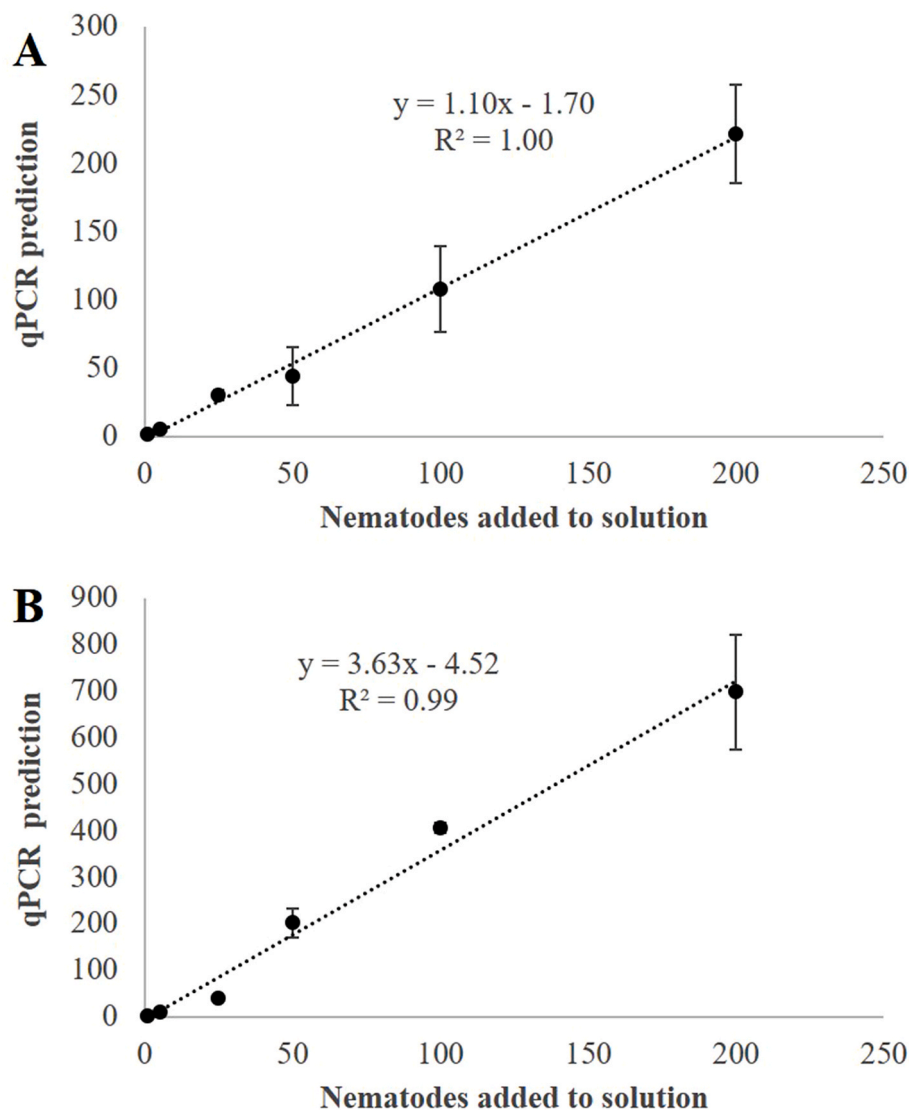 A
300
250
200
150
100
50
0
qPCR prediction
y = 1.10x - 1.70
R² = 1.00
0 50 100 150 200 250
Nematodes added to solution
B
900
800
700
600
500
400
300
200
100
0
qPCR prediction
y = 3.63x - 4.52
R² = 0.99
0 50 100 150 200 250
Nematodes added to solution